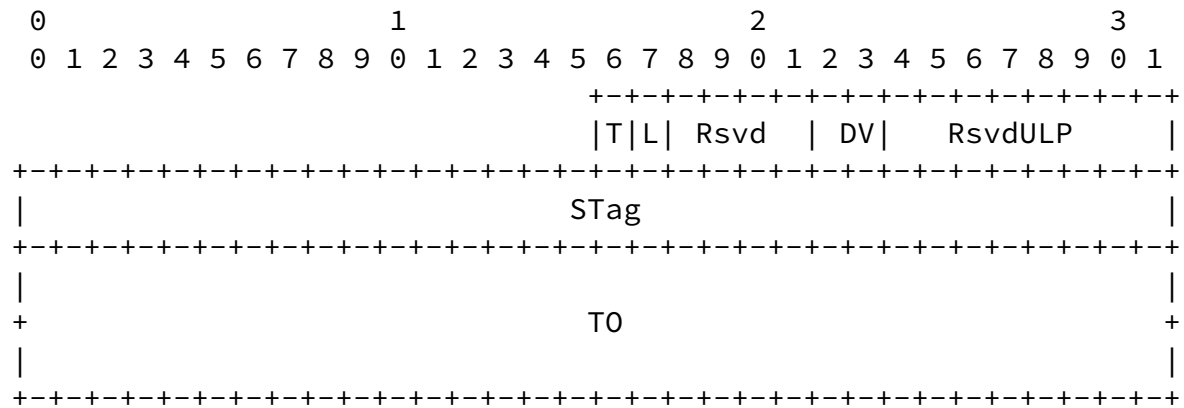 0                   1                   2                   3
 0 1 2 3 4 5 6 7 8 9 0 1 2 3 4 5 6 7 8 9 0 1 2 3 4 5 6 7 8 9 0 1
                                +-+-+-+-+-+-+-+-+-+-+-+-+-+-+-+-+
                                |T|L| Rsvd  | DV|   RsvdULP     |
+-+-+-+-+-+-+-+-+-+-+-+-+-+-+-+-+-+-+-+-+-+-+-+-+-+-+-+-+-+-+-+-+
|                              STag                             |
+-+-+-+-+-+-+-+-+-+-+-+-+-+-+-+-+-+-+-+-+-+-+-+-+-+-+-+-+-+-+-+-+
|                                                               |
+                               TO                              +
|                                                               |
+-+-+-+-+-+-+-+-+-+-+-+-+-+-+-+-+-+-+-+-+-+-+-+-+-+-+-+-+-+-+-+-+